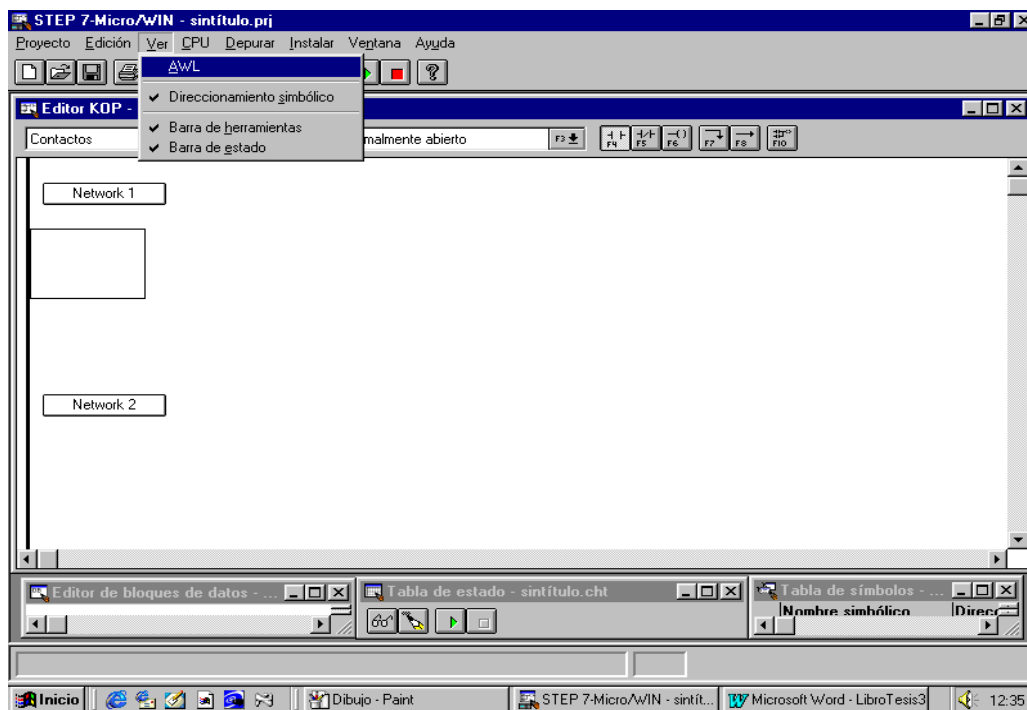 STEP 7-Micro/WIN - sintítulo.prj
Proyecto Edición Ver CPU Depurar Instalar Ventana Ayuda
AWL
Direccionamiento simbólico
Barra de herramientas
Barra de estado
Editor KOP -
Contactos
malmente abierto
F3
F4 F5 F6 F7 F8 F10
Network 1
Network 2
Editor de bloques de datos - ...
Tabla de estado - sintítulo.cht
Tabla de símbolos - ...
Nombre simbólico
Direcc
Inicio
Dibujo - Paint
STEP 7-Micro/WIN - sintít...
Microsoft Word - LibroTesis3
12:35